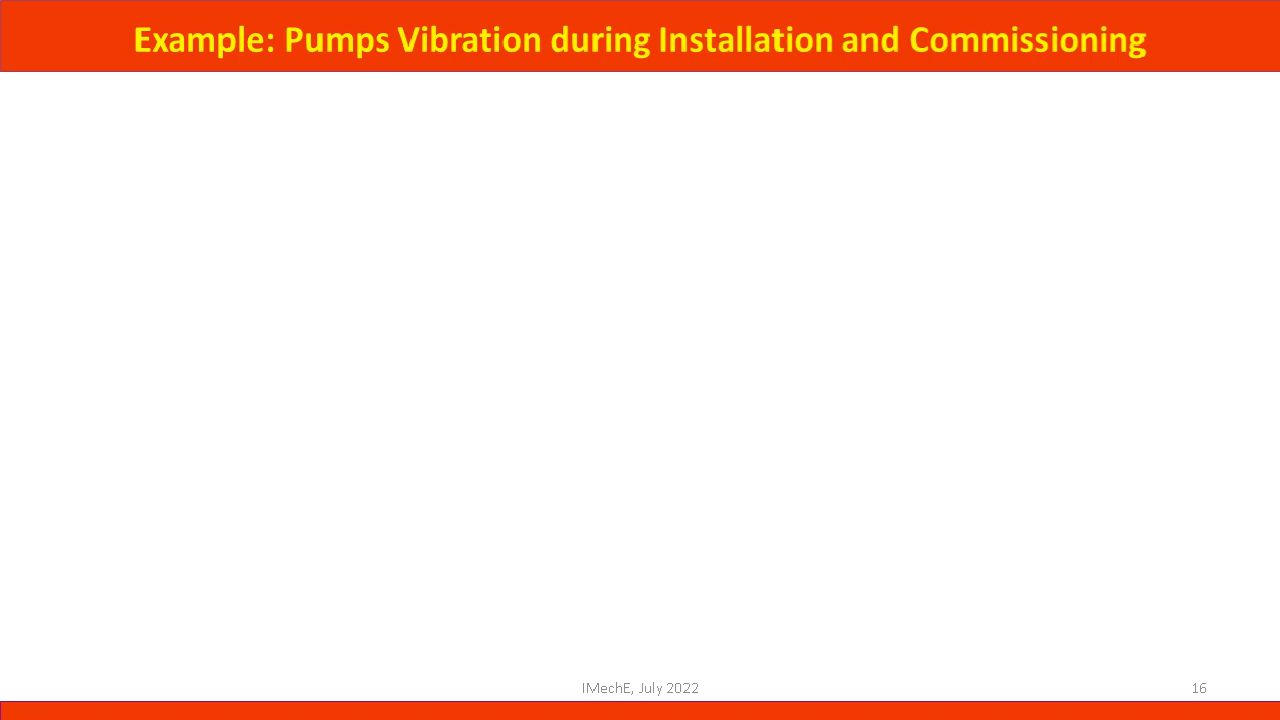 Example: Pumps Vibration during Installation and Commissioning
IMechE, July 2022
16